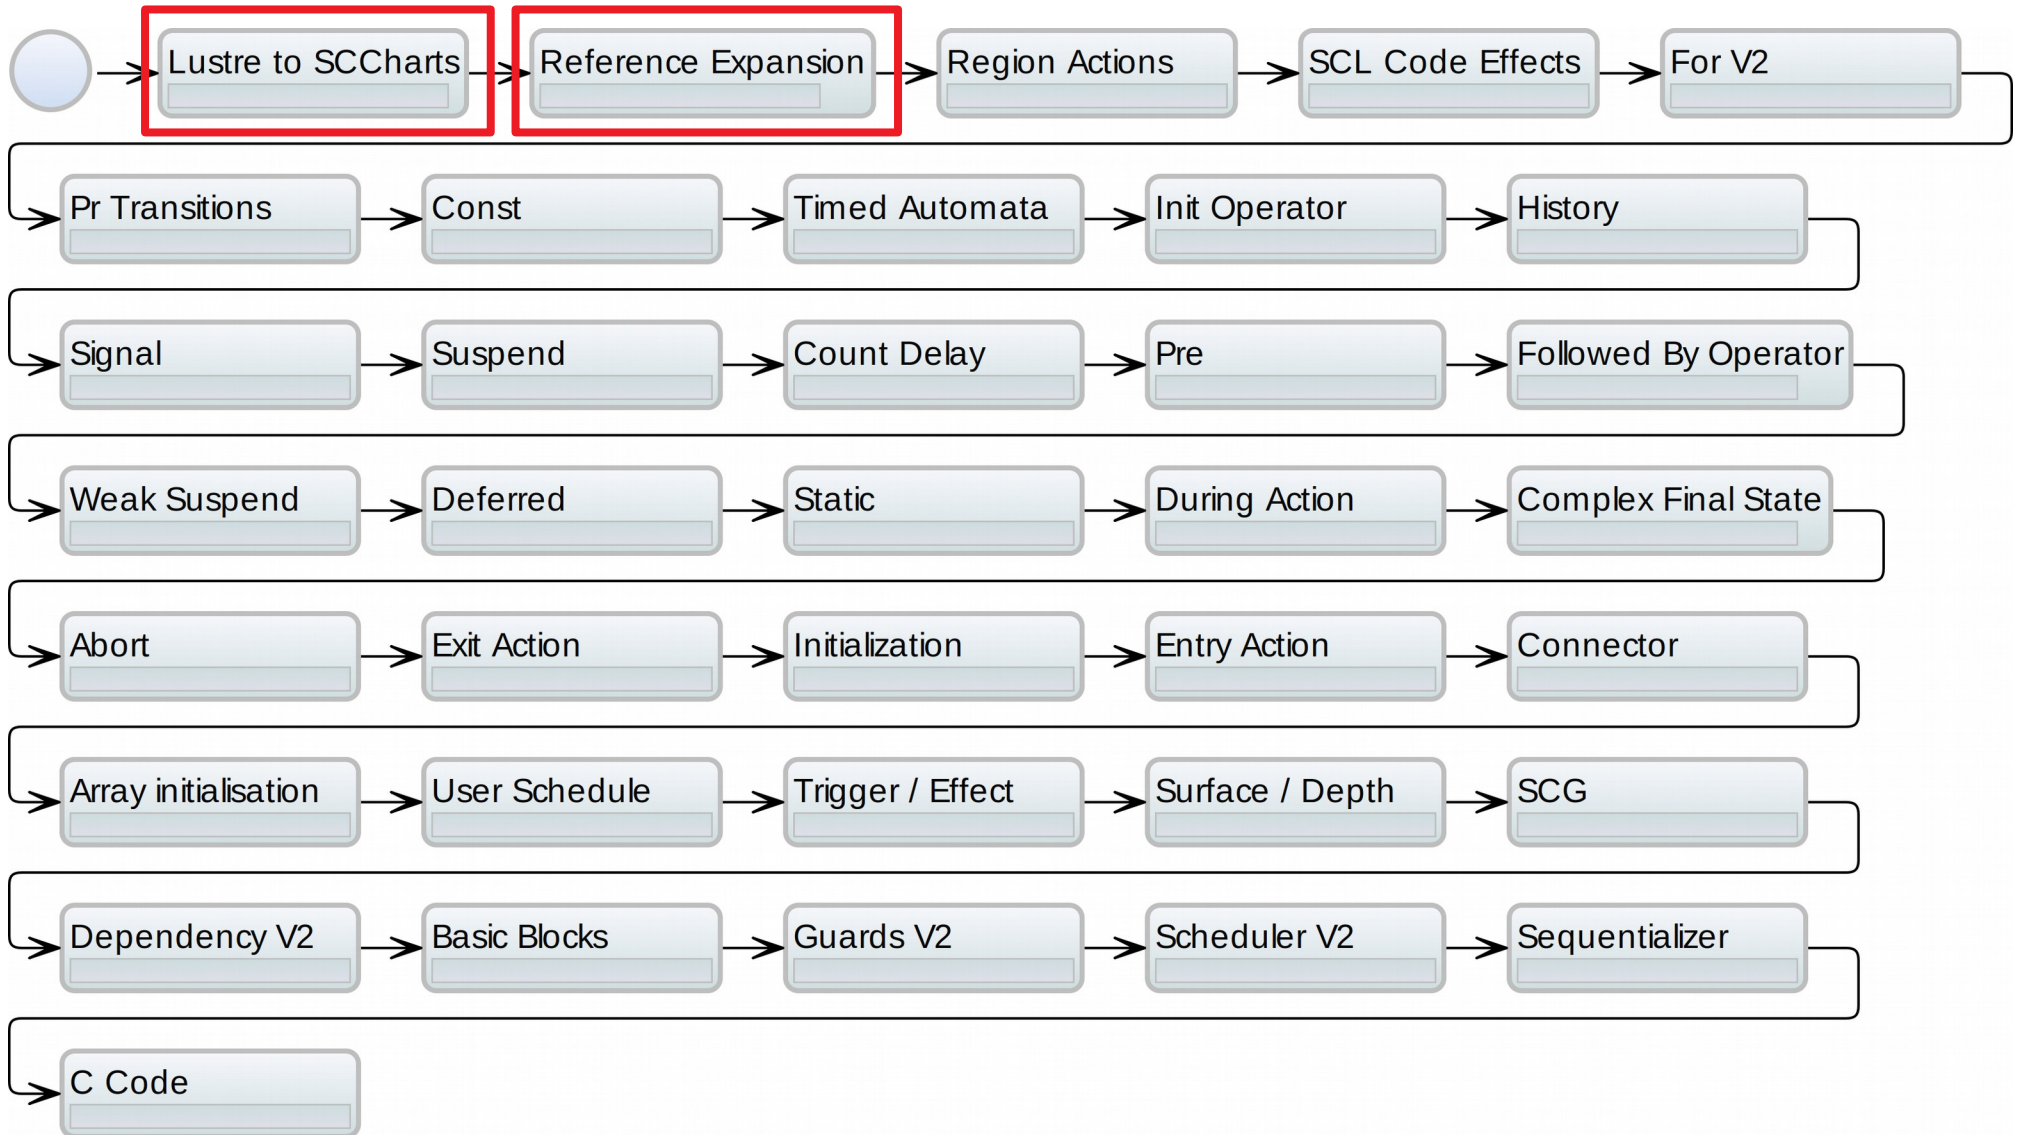 Lustre to SCCharts
Reference Expansion
Region Actions
SCL Code Effects
For V2
Pr Transitions
Const
Timed Automata
Init Operator
History
Signal
Suspend
Count Delay
Pre
Followed By Operator
Weak Suspend
Deferred
Static
During Action
Complex Final State
Abort
Exit Action
Initialization
Entry Action
Connector
Array initialisation
User Schedule
Trigger / Effect
Surface / Depth
SCG
Dependency V2
Basic Blocks
Guards V2
Scheduler V2
Sequentializer
C Code